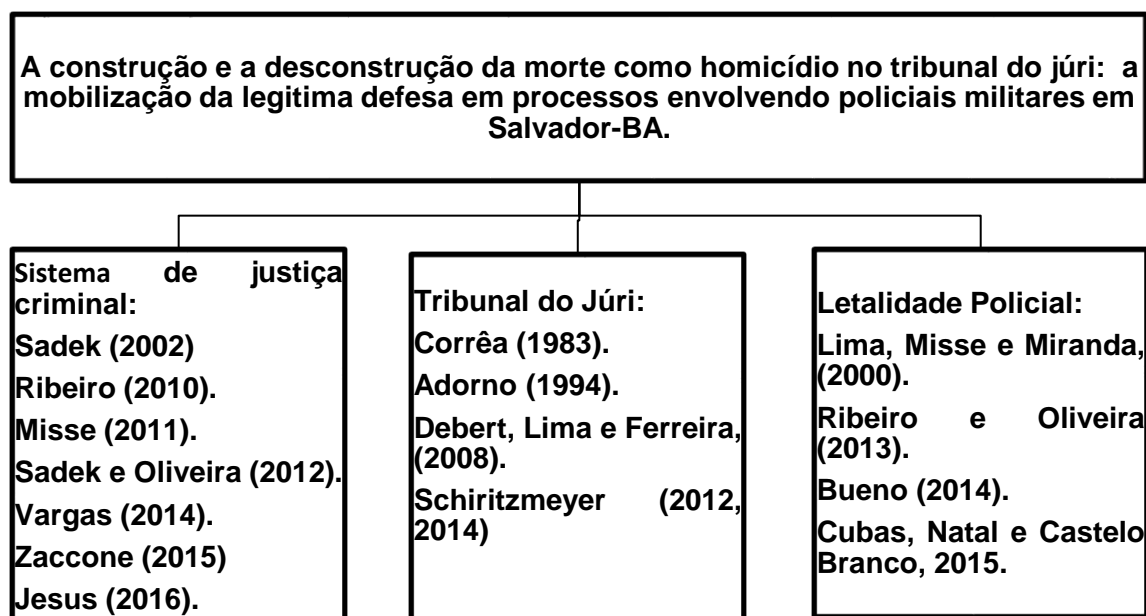 A construção e a desconstrução da morte como homicídio no tribunal do júri: a
mobilização da legitima defesa em processos envolvendo policiais militares em
Salvador-BA.
Sistema de justiça
criminal:
Sadek (2002)
Ribeiro (2010).
Misse (2011).
Sadek e Oliveira (2012).
Vargas (2014).
Zaccone (2015)
Jesus (2016).
Tribunal do Júri:
Corrêa (1983).
Adorno (1994).
Debert, Lima e Ferreira,
(2008).
Schiritzmeyer (2012,
2014)
Letalidade Policial:
Lima, Misse e Miranda,
(2000).
Ribeiro e Oliveira
(2013).
Bueno (2014).
Cubas, Natal e Castelo
Branco, 2015.